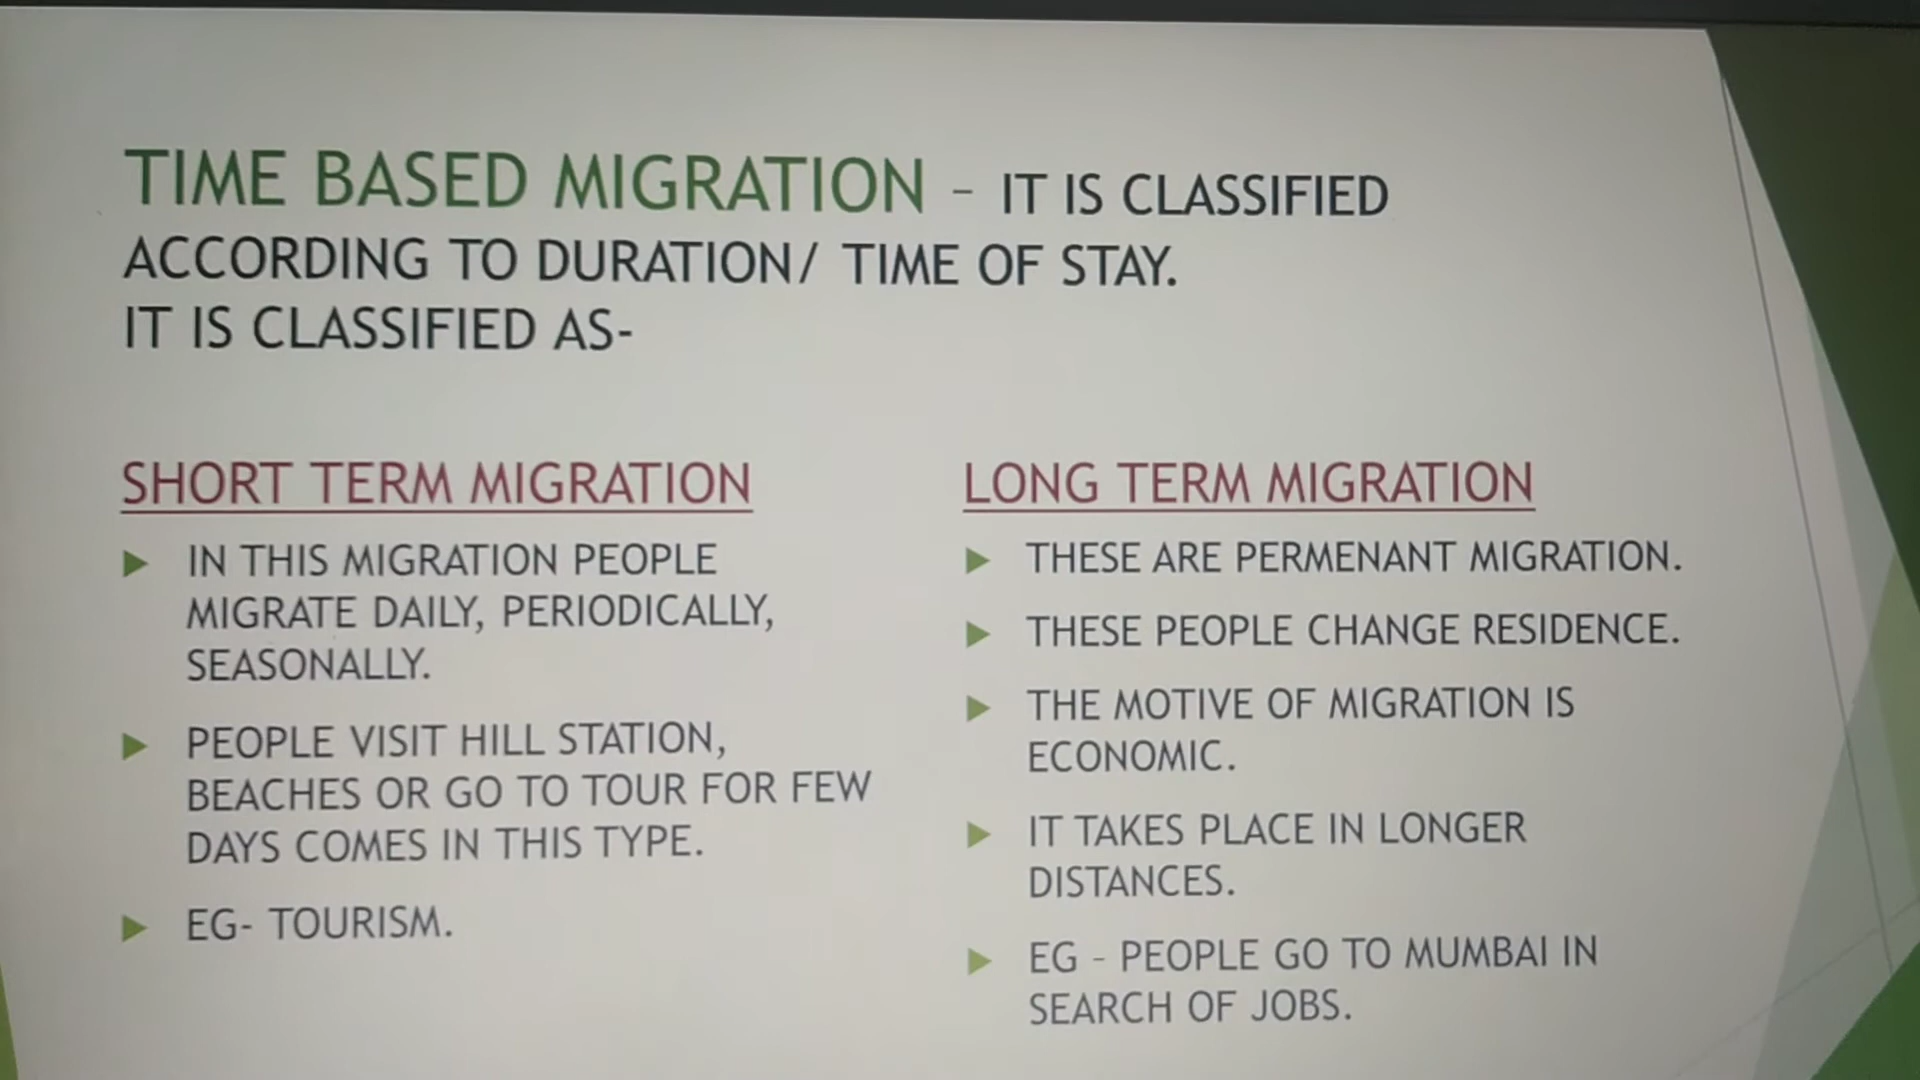 TIME BASED MIGRATION - IT IS CLASSIFIED
ACCORDING TO DURATION/ TIME OF STAY.
IT IS CLASSIFIED AS-
SHORT TERM MIGRATION
IN THIS MIGRATION PEOPLE
MIGRATE DAILY, PERIODICALLY,
SEASONALLY.
PEOPLE VISIT HILL STATION,
BEACHES OR GO TO TOUR FOR FEW
DAYS COMES IN THIS TYPE.
EG- TOURISM.
LONG TERM MIGRATION
THESE ARE PERMENANT MIGRATION.
THESE PEOPLE CHANGE RESIDENCE.
THE MOTIVE OF MIGRATION IS
ECONOMIC.
IT TAKES PLACE IN LONGER
DISTANCES.
EG - PEOPLE GO TO MUMBAI IN
SEARCH OF JOBS.